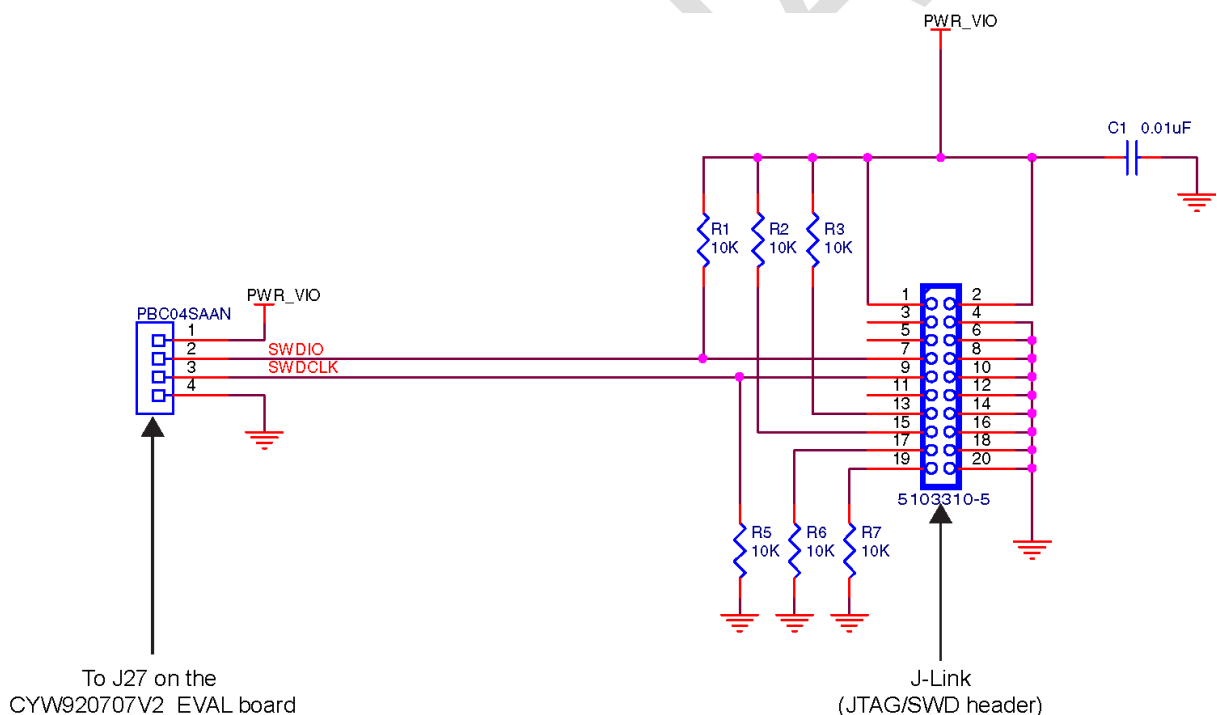 PWR_VIO
C1 0.01uF
R1
10K
R2
10K
R3
10K
PWR_VIO
PBC04SAAN
1
2
3
4
SWDIO
SWDCLK
1 2
3 4
5 6
7 8
9 10
11 12
13 14
15 16
17 18
19 20
5103310-5
R5
10K
R6
10K
R7
10K
To J27 on the
CYW920707V2 EVAL board
J-Link
(JTAG/SWD header)